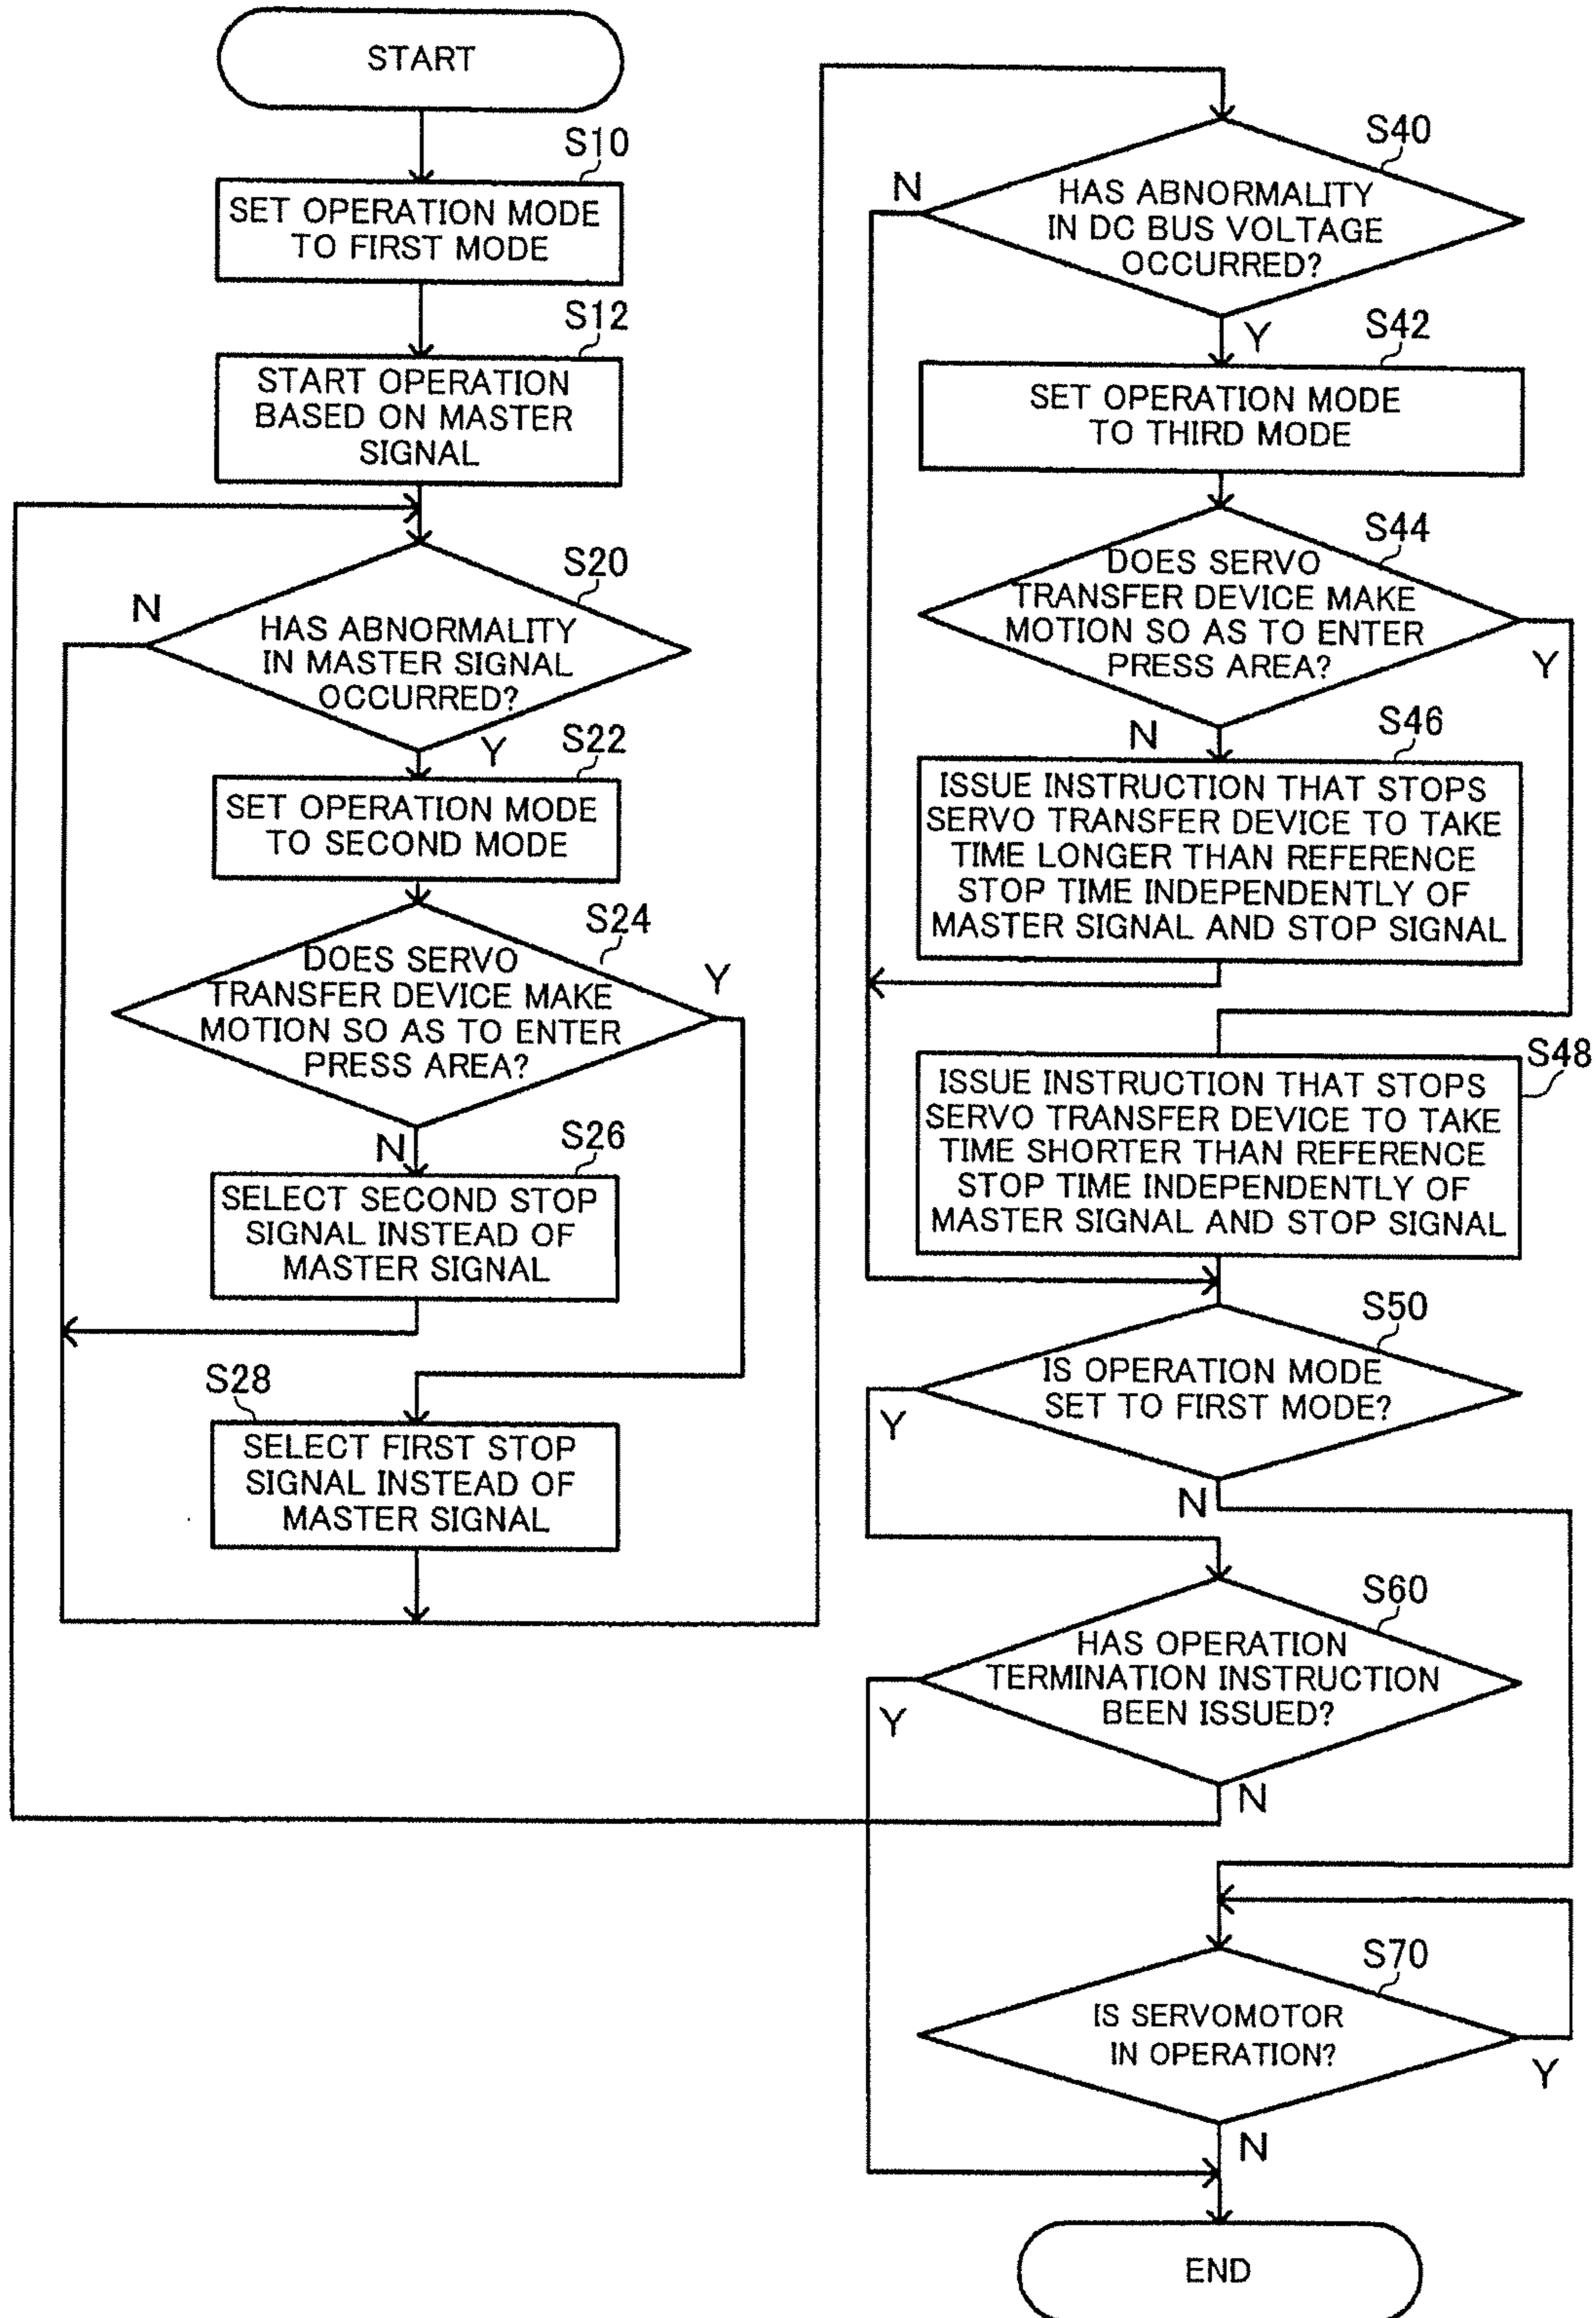 START
S10
SET OPERATION MODE
TO FIRST MODE
S12
START OPERATION
BASED ON MASTER
SIGNAL
S20
N
HAS ABNORMALITY
IN MASTER SIGNAL
OCCURRED?
Y
S22
SET OPERATION MODE
TO SECOND MODE
S24
DOES SERVO
TRANSFER DEVICE MAKE
MOTION SO AS TO ENTER
PRESS AREA?
Y
N
S26
SELECT SECOND STOP
SIGNAL INSTEAD OF
MASTER SIGNAL
S28
SELECT FIRST STOP
SIGNAL INSTEAD OF
MASTER SIGNAL
S40
N
HAS ABNORMALITY
IN DC BUS VOLTAGE
OCCURRED?
Y
S42
SET OPERATION MODE
TO THIRD MODE
S44
DOES SERVO
TRANSFER DEVICE MAKE
MOTION SO AS TO ENTER
PRESS AREA?
Y
N
S46
ISSUE INSTRUCTION THAT STOPS
SERVO TRANSFER DEVICE TO TAKE
TIME LONGER THAN REFERENCE
STOP TIME INDEPENDENTLY OF
MASTER SIGNAL AND STOP SIGNAL
S48
ISSUE INSTRUCTION THAT STOPS
SERVO TRANSFER DEVICE TO TAKE
TIME SHORTER THAN REFERENCE
STOP TIME INDEPENDENTLY OF
MASTER SIGNAL AND STOP SIGNAL
S50
IS OPERATION MODE
SET TO FIRST MODE?
Y
N
S60
HAS OPERATION
TERMINATION INSTRUCTION
BEEN ISSUED?
Y
N
S70
IS SERVOMOTOR
IN OPERATION?
Y
N
END